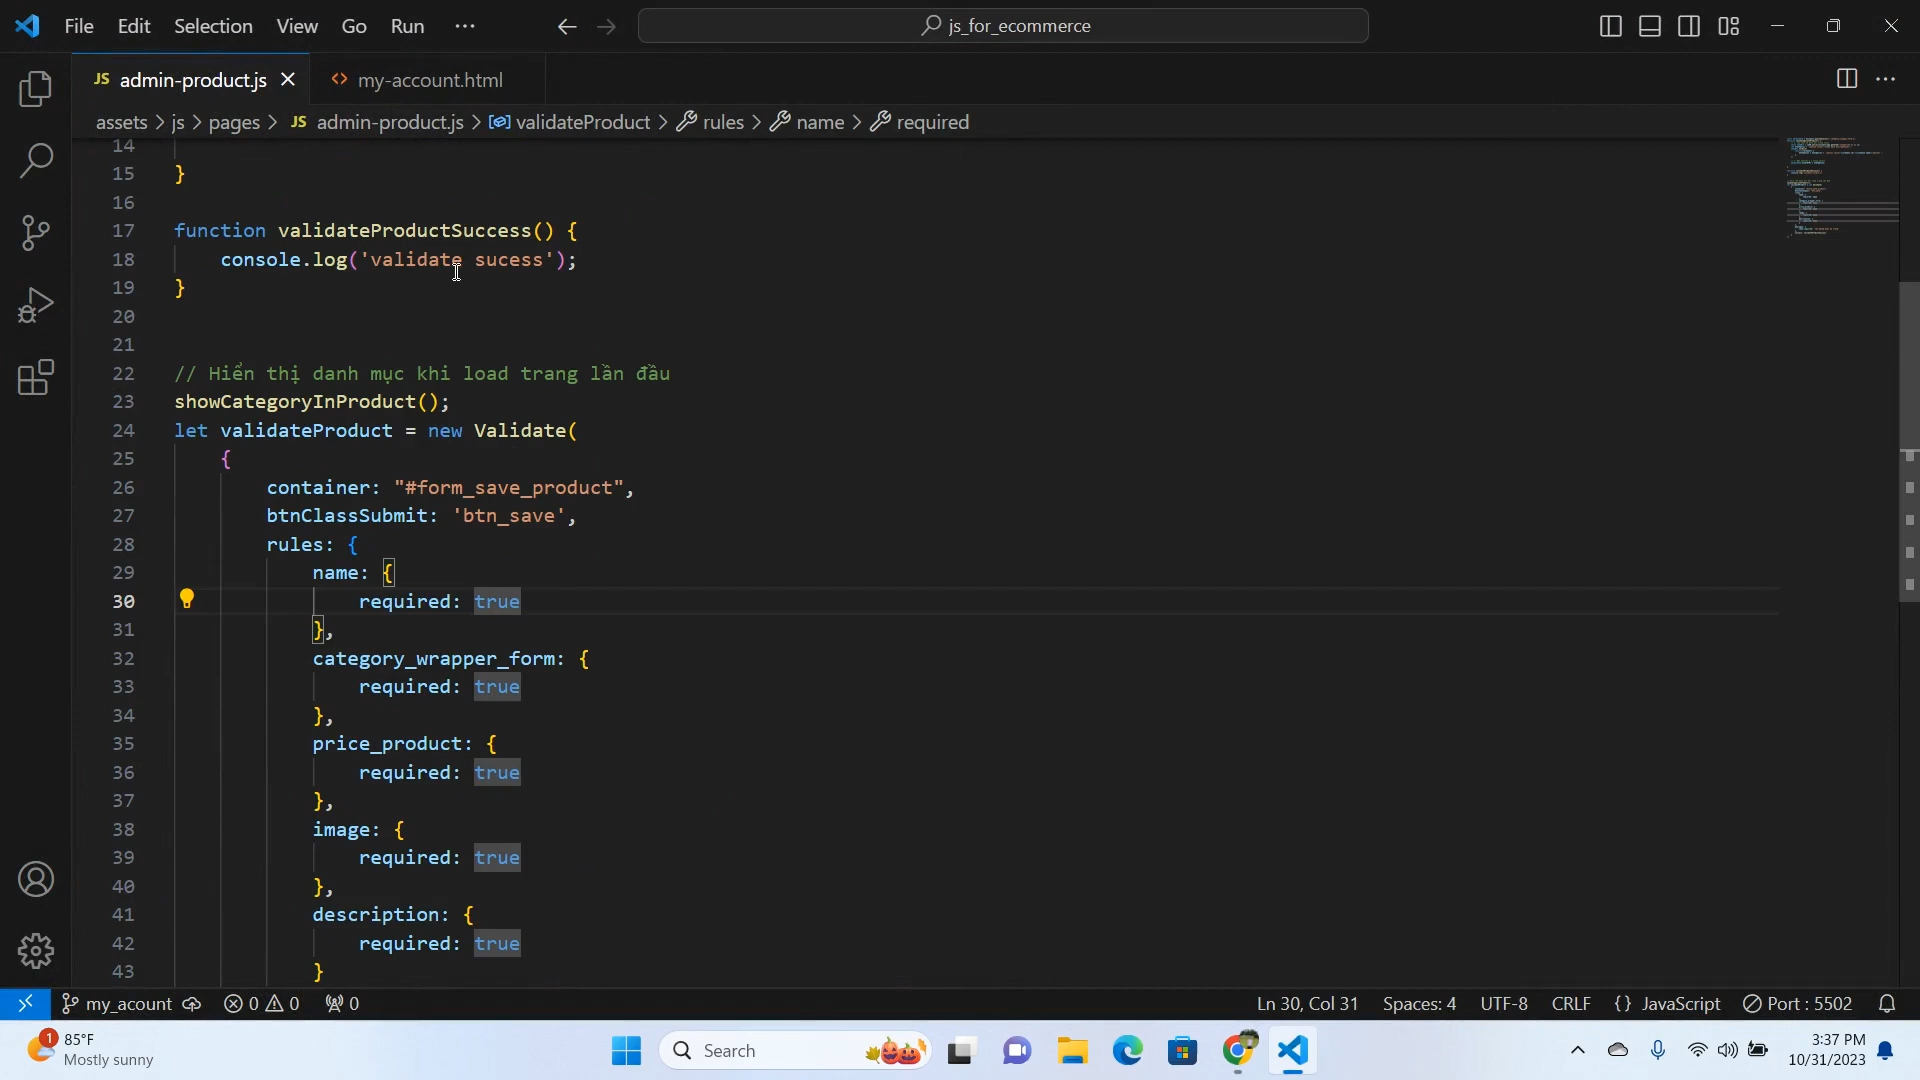 File Edit Selection View Go Run ··· js_for_ecommerce
JS admin-product.js my-account.html
assets > js > pages > JS admin-product.js > validateProduct > rules > name > required
14
15 }
16
17 function validateProductSuccess() {
18 console.log('validate sucess');
19 }
20
21
22 // Hiển thị danh mục khi load trang lần đầu
23 showCategoryInProduct();
24 let validateProduct = new Validate(
25 {
26 container: "#form_save_product",
27 btnClassSubmit: 'btn_save',
28 rules: {
29 name: {
30 required: true
31 },
32 category_wrapper_form: {
33 required: true
34 },
35 price_product: {
36 required: true
37 },
38 image: {
39 required: true
40 },
41 description: {
42 required: true
43 }
my_acount 0 0 0 Ln 30, Col 31 Spaces: 4 UTF-8 CRLF {} JavaScript Port : 5502
1 85°F Search 3:37 PM
Mostly sunny 10/31/2023